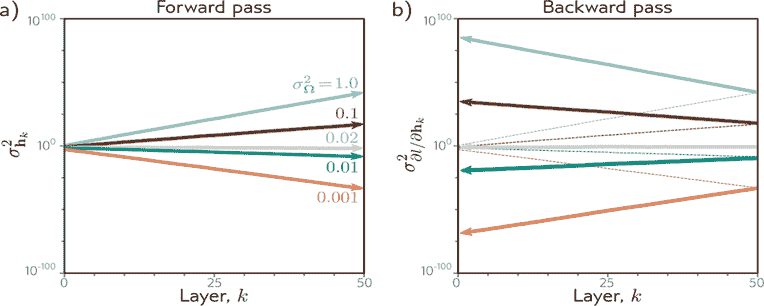 a) Forward pass
10^100
σ²_Ω=1.0
0.1
σ²_{h_k}
10^0
0.02
0.01
0.001
10^-100
0 25 50
Layer, k
b) Backward pass
10^100
σ²_{∂l/∂h_k}
10^0
10^-100
0 25 50
Layer, k